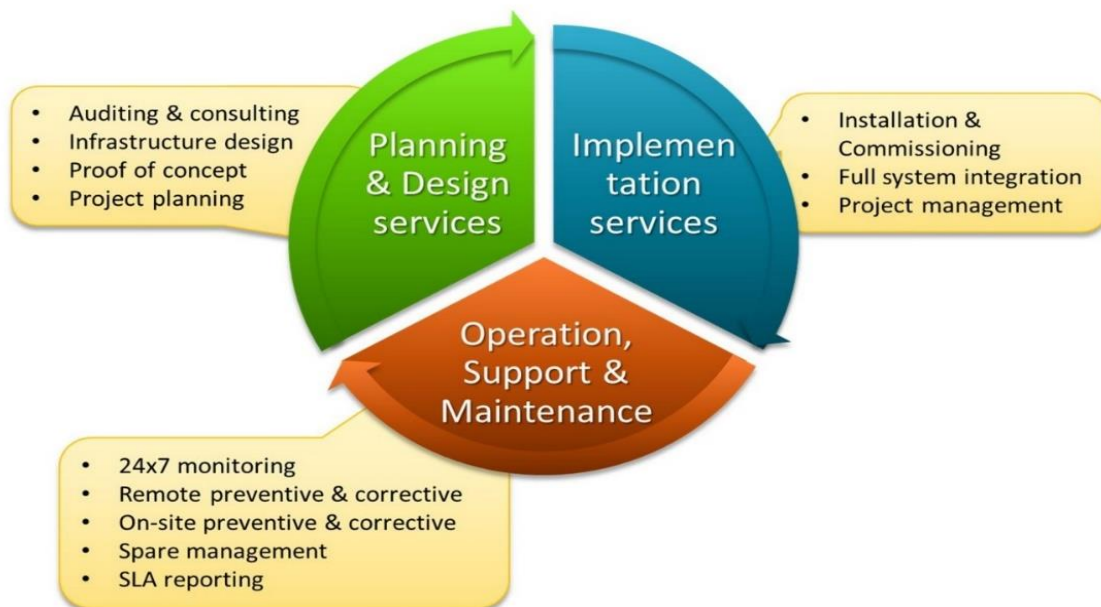 • Auditing & consulting
• Infrastructure design
• Proof of concept
• Project planning
Planning
& Design
services
Implemen
tation
services
• Installation &
Commissioning
• Full system integration
• Project management
Operation,
Support &
Maintenance
• 24x7 monitoring
• Remote preventive & corrective
• On-site preventive & corrective
• Spare management
• SLA reporting